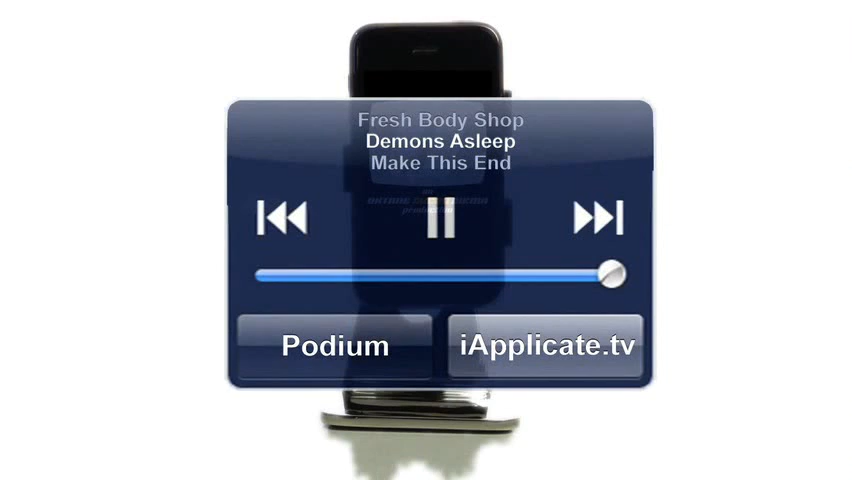 Fresh Body Shop
Demons Asleep
Make This End
Podium
iApplicate.tv